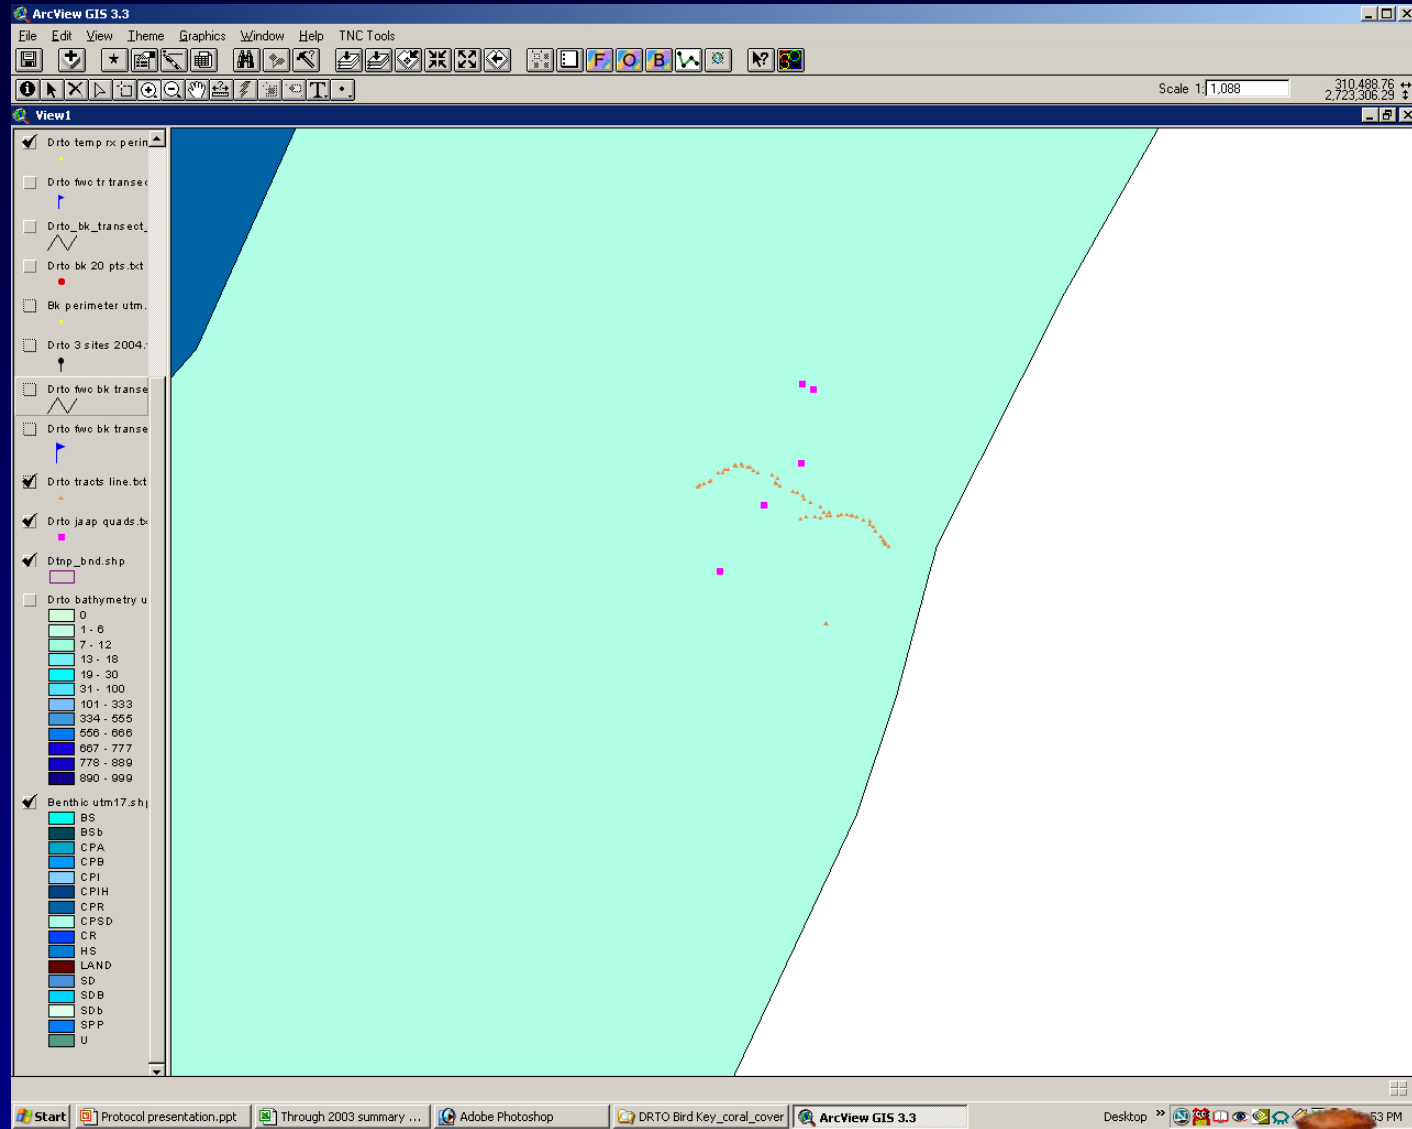 ArcView GIS 3.3
File Edit View Theme Graphics Window Help TNC Tools
Scale 1: 1,088
310,488.76
2,723,306.29
View1
Drto temp rx perin
Drto fwc tr transec
Drto_bk_transect_
Drto bk 20 pts.txt
Bk perimeter utm.
Drto 3 sites 2004.
Drto fwc bk transe
Drto fwc bk transe
Drto tracts line.txt
Drto jaap quads.tx
Dtnp_bnd.shp
Drto bathymetry u
0
1 - 6
7 - 12
13 - 18
19 - 30
31 - 100
101 - 333
334 - 555
556 - 666
667 - 777
778 - 889
890 - 999
Benthic utm17.shp
BS
BSb
CPA
CPB
CPI
CPIH
CPR
CPSD
CR
HS
LAND
SD
SDB
SDb
SPP
U
Start Protocol presentation.ppt Through 2003 summary ... Adobe Photoshop DRTO Bird Key_coral_cover ArcView GIS 3.3 Desktop » 53 PM